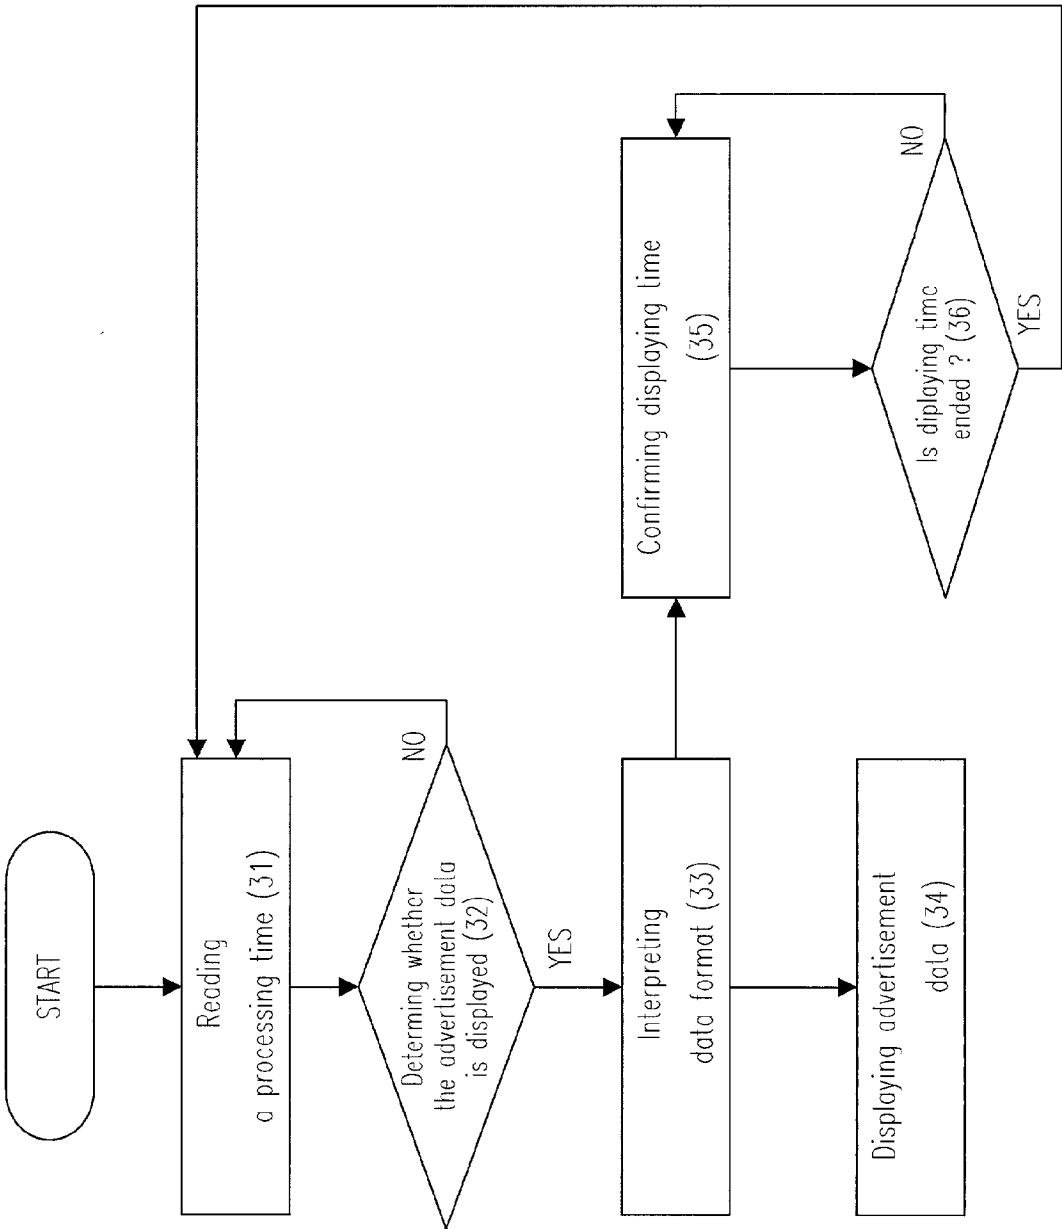 START
Reading
a processing time (31)
Determing whether
the advertisement data
is displayed (32)
NO
YES
Interpreting
data format (33)
Displaying advertisement
data (34)
Confirming displaying time
(35)
Is diplaying time
ended ? (36)
NO
YES